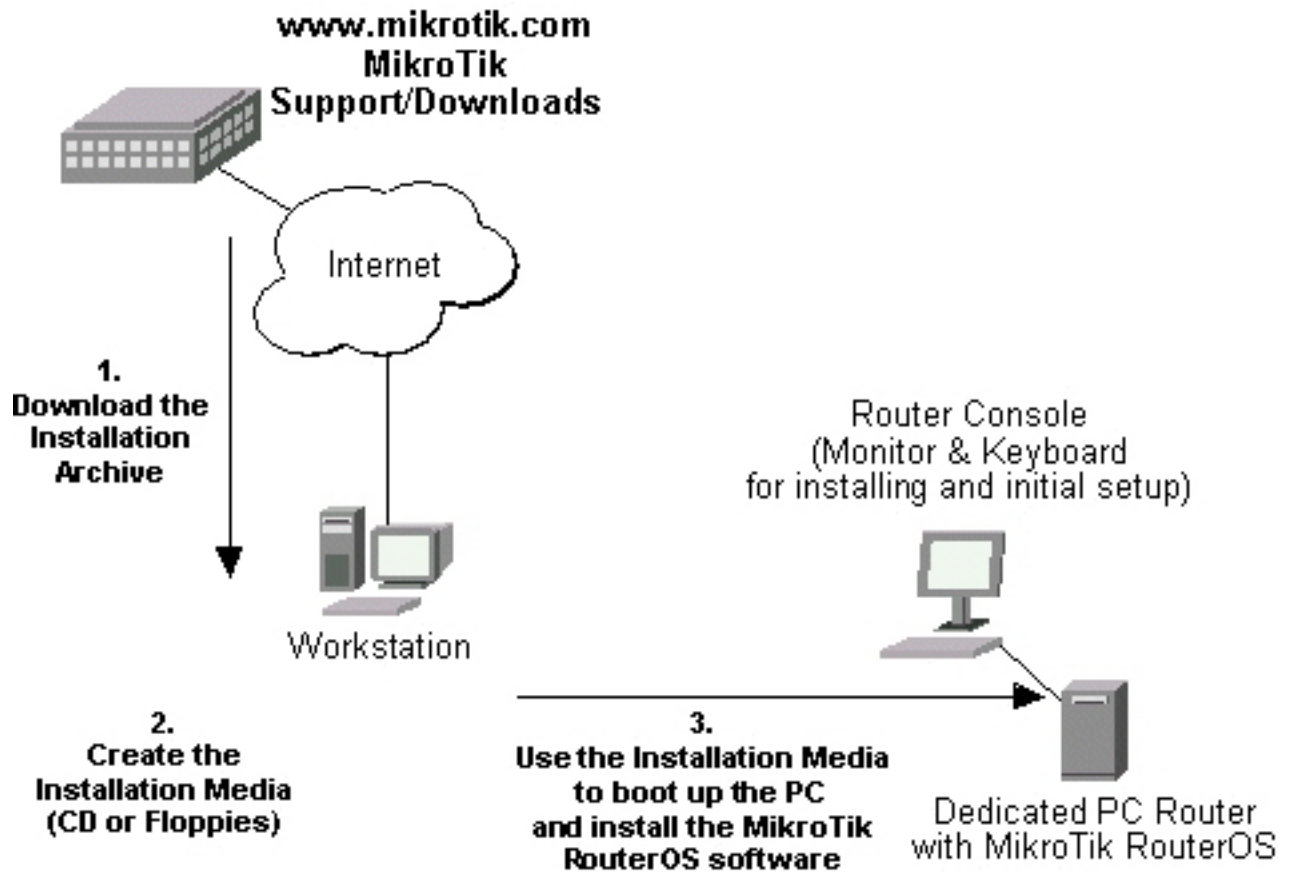 www.mikrotik.com
MikroTik
Support/Downloads
Internet
1.
Download the
Installation
Archive
Workstation
Router Console
(Monitor & Keyboard
for installing and initial setup)
2.
Create the
Installation Media
(CD or Floppies)
3.
Use the Installation Media
to boot up the PC
and install the MikroTik
RouterOS software
Dedicated PC Router
with MikroTik RouterOS